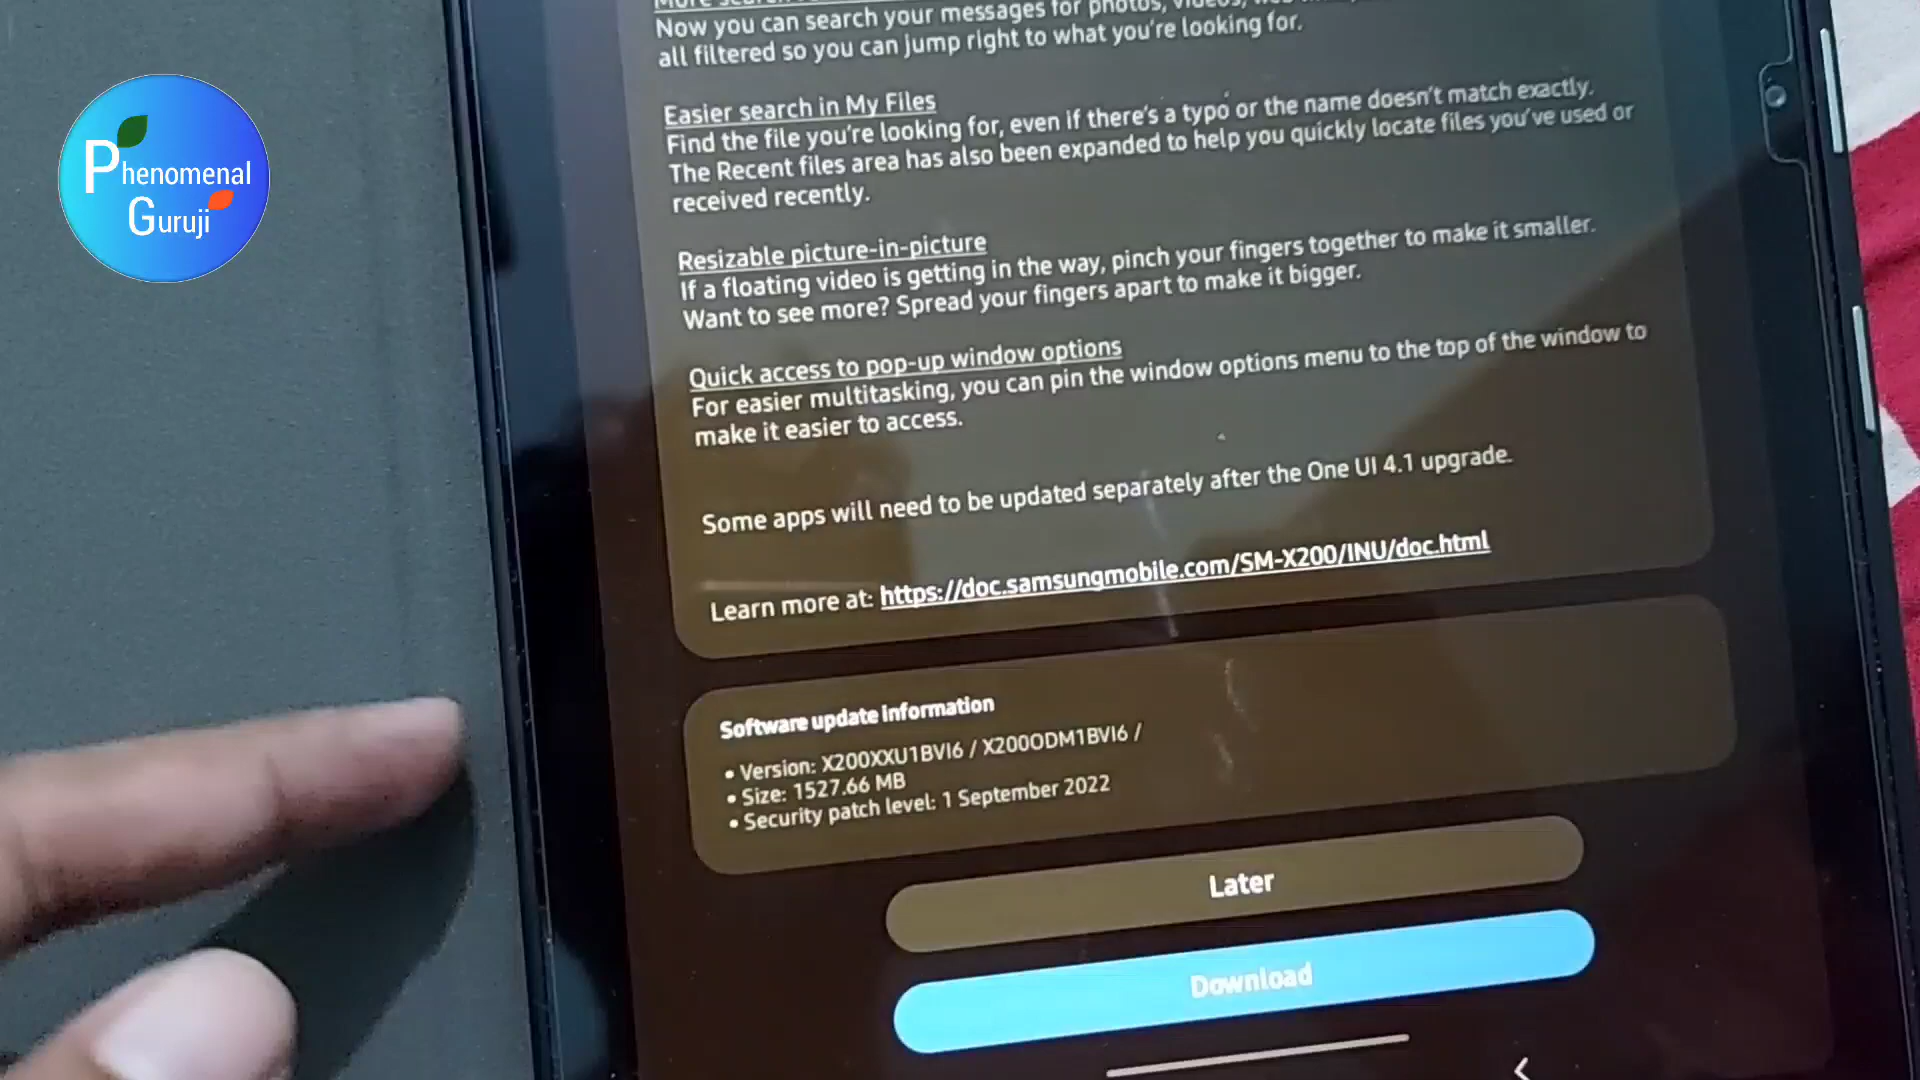 Phenomenal
Guruji
Now you can search your messages for photos, videos,
all filtered so you can jump right to what you're looking for.
Easier search in My Files
Find the file you're looking for, even if there's a typo or the name doesn't match exactly.
The Recent files area has also been expanded to help you quickly locate files you've used or
received recently.
Resizable picture-in-picture
If a floating video is getting in the way, pinch your fingers together to make it smaller.
Want to see more? Spread your fingers apart to make it bigger.
Quick access to pop-up window options
For easier multitasking, you can pin the window options menu to the top of the window to
make it easier to access.
Some apps will need to be updated separately after the One UI 4.1 upgrade.
Learn more at: https://doc.samsungmobile.com/SM-X200/INU/doc.html
Software update information
• Version: X200XXU1BVI6 / X200ODM1BVI6 /
• Size: 1527.66 MB
• Security patch level: 1 September 2022
Later
Download